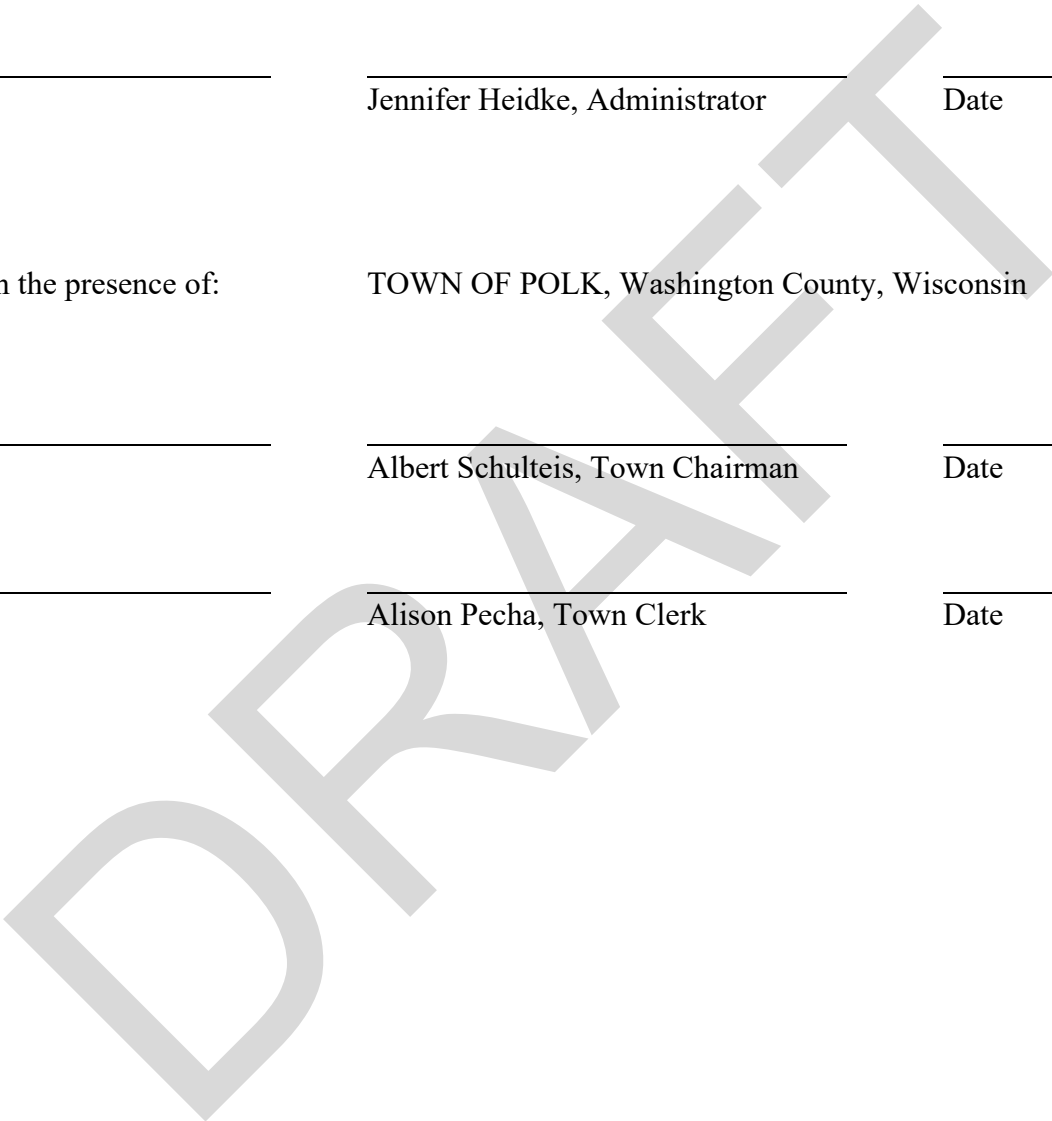 Jennifer Heidke, Administrator Date
the presence of: TOWN OF POLK, Washington County, Wisconsin
Albert Schulteis, Town Chairman Date
Alison Pecha, Town Clerk Date
DRAFT